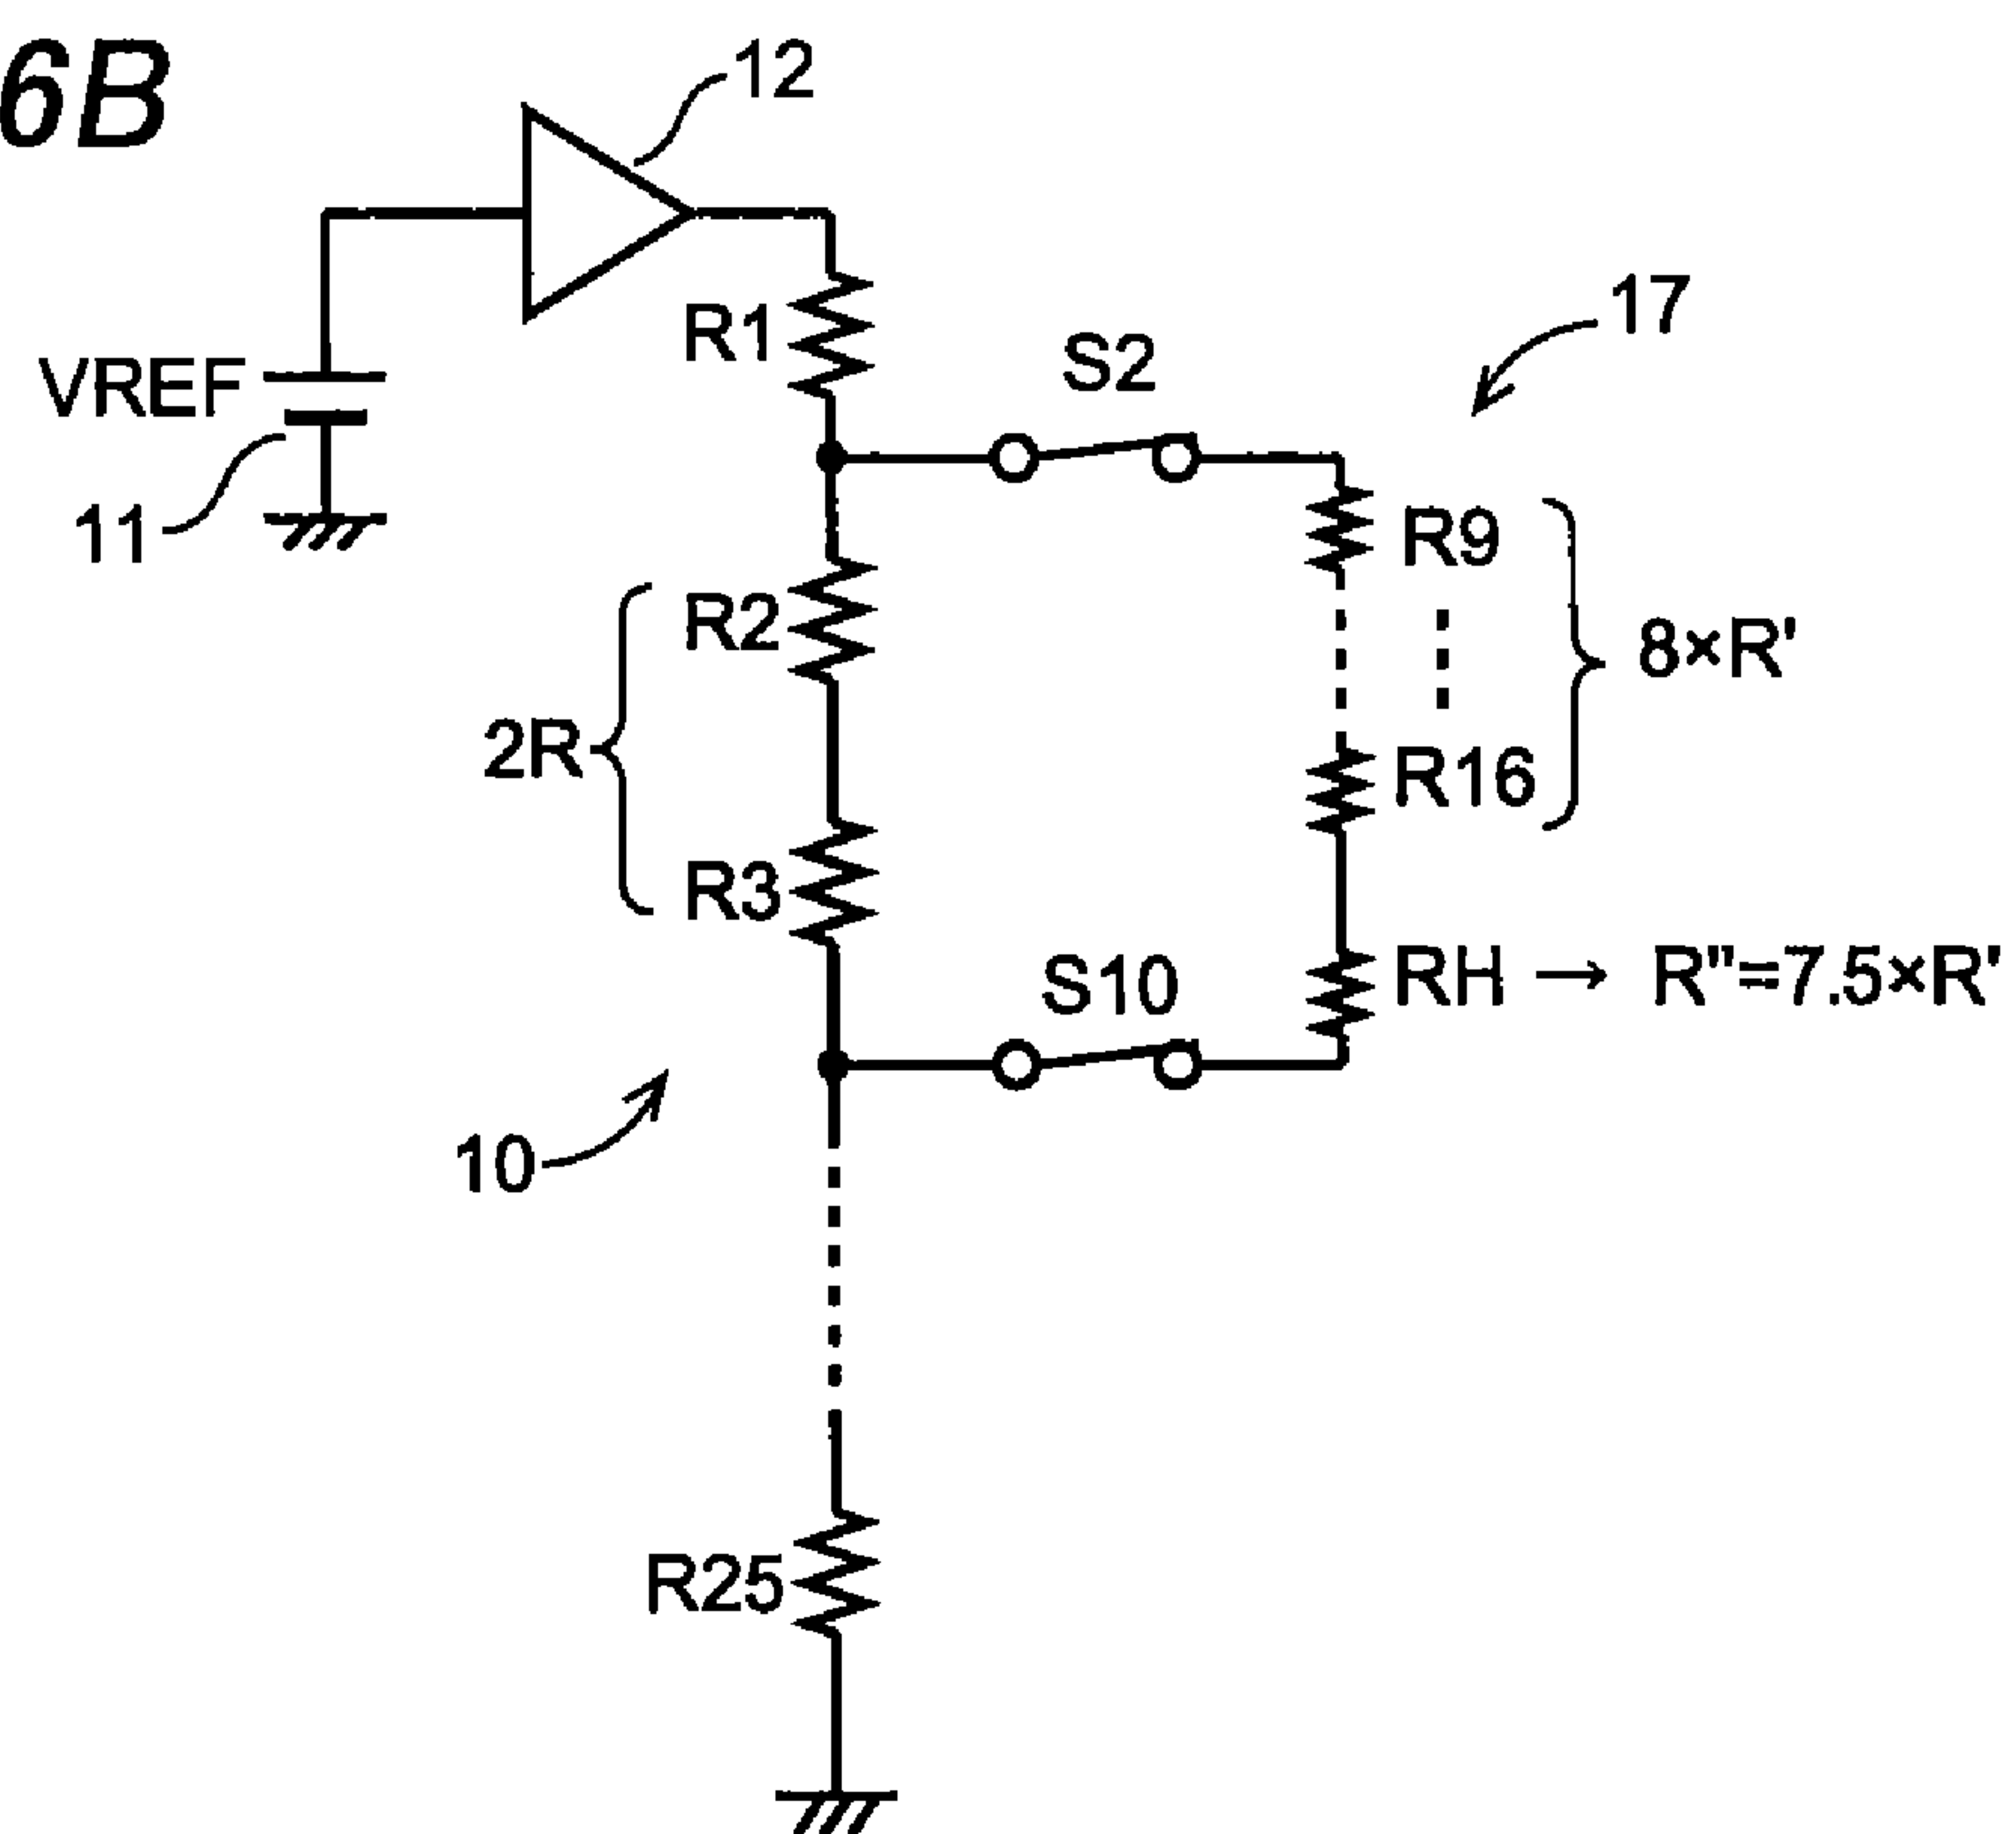 6B
12
R1
17
S2
VREF
11
R9
R2
8×R'
2R
R16
R3
S10
RH → R"=7.5×R'
10
R25